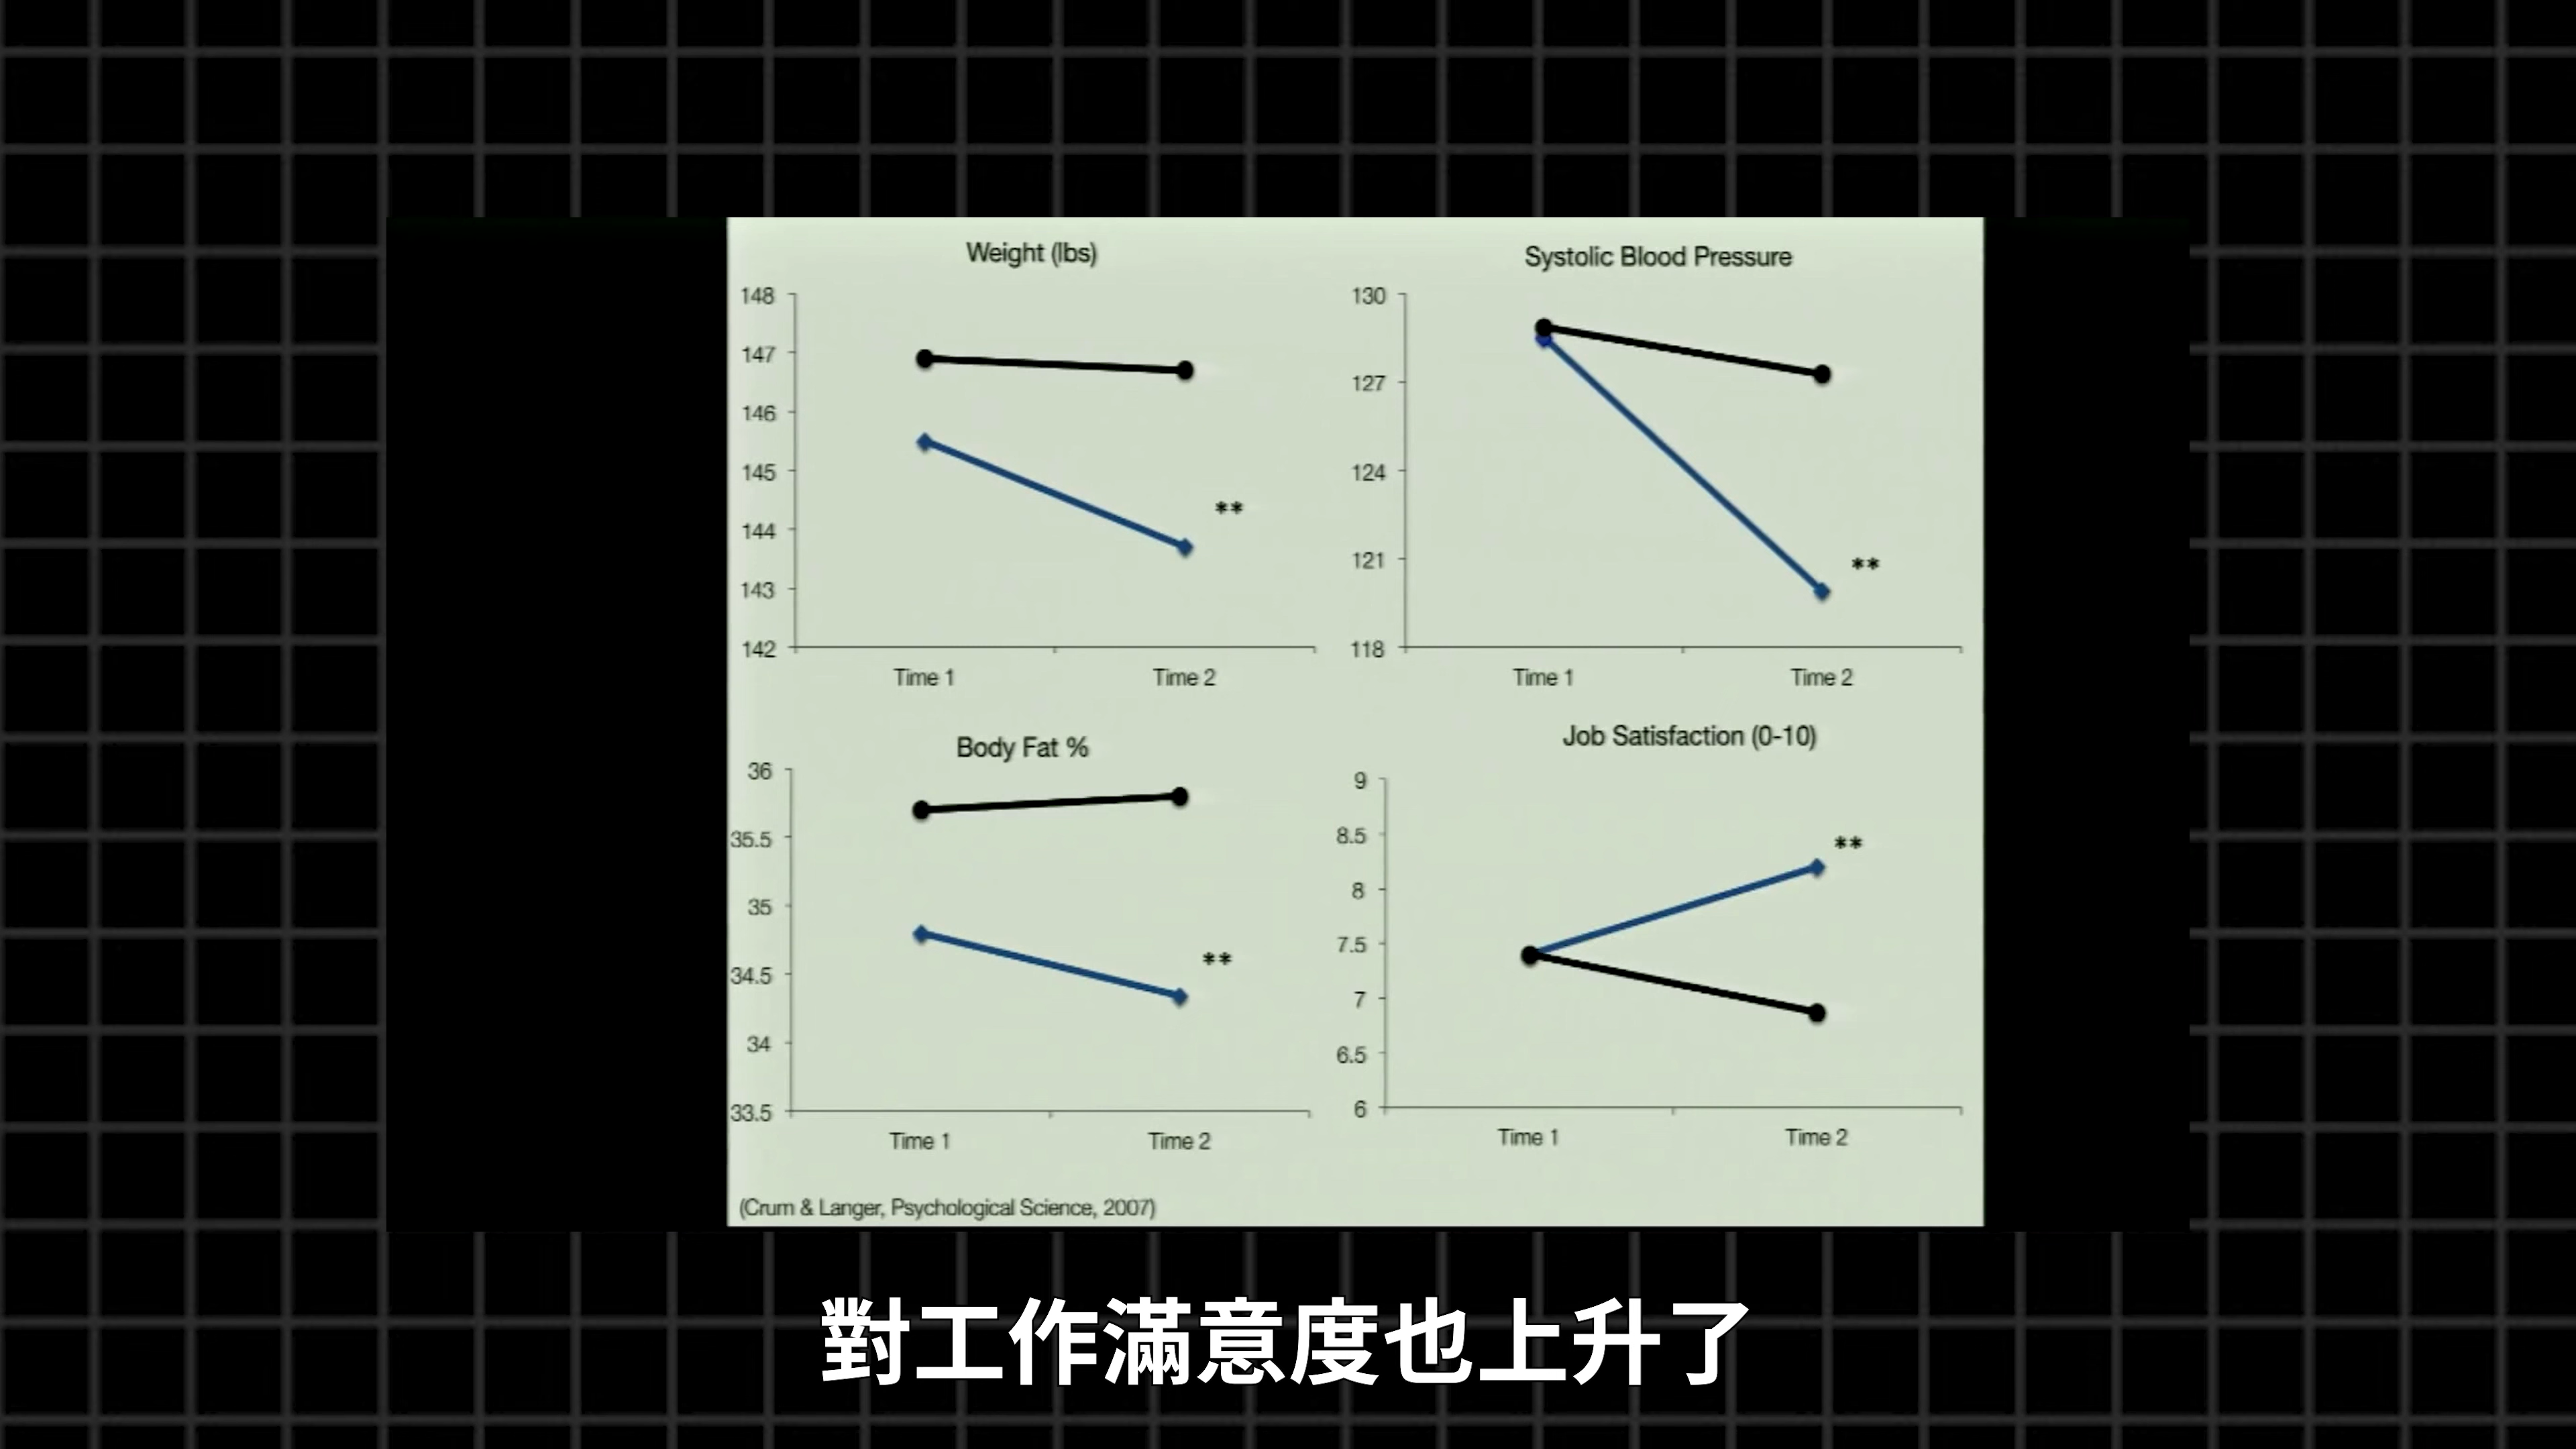 Weight (lbs)
148
147
146
145
144
143
142
**
Time 1
Time 2
Systolic Blood Pressure
130
127
124
121
118
**
Time 1
Time 2
Body Fat %
36
35.5
35
34.5
34
33.5
**
Time 1
Time 2
Job Satisfaction (0-10)
9
8.5
8
7.5
7
6.5
6
**
Time 1
Time 2
(Crum & Langer, Psychological Science, 2007)
對工作滿意度也上升了